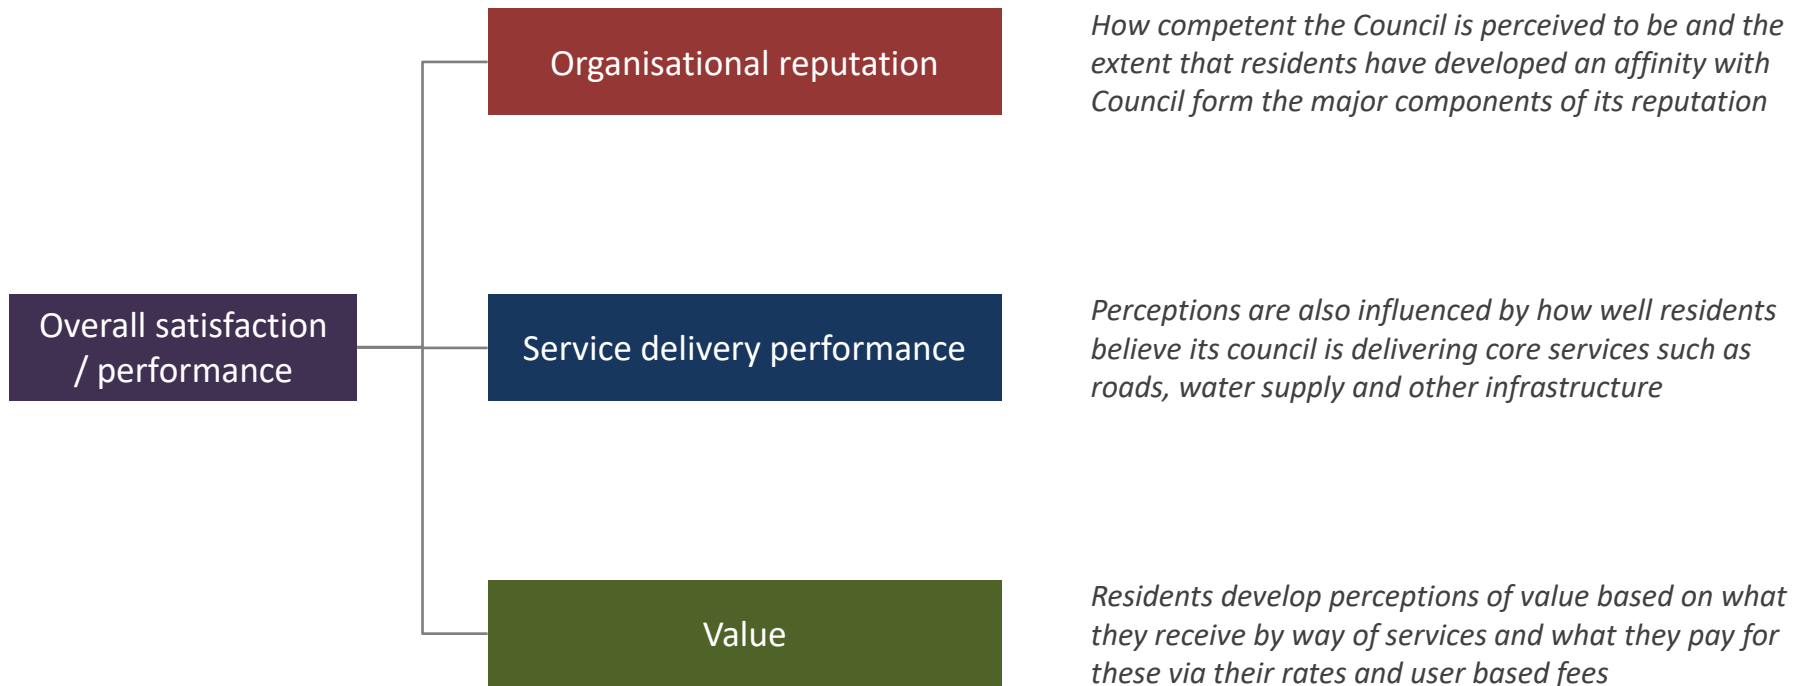 Organisational reputation
How competent the Council is perceived to be and the
extent that residents have developed an affinity with
Council form the major components of its reputation
Overall satisfaction
/ performance
Service delivery performance
Perceptions are also influenced by how well residents
believe its council is delivering core services such as
roads, water supply and other infrastructure
Value
Residents develop perceptions of value based on what
they receive by way of services and what they pay for
these via their rates and user based fees